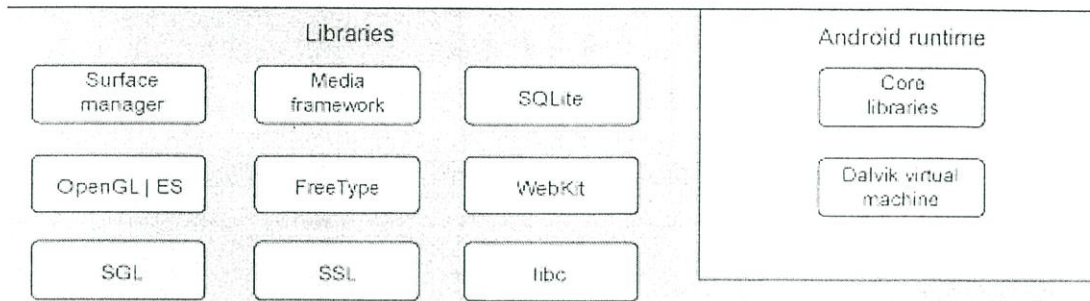 Libraries
Android runtime
Surface
manager
Media
framework
SQLite
Core
libraries
OpenGL | ES
FreeType
WebKit
Dalvik virtual
machine
SGL
SSL
libc